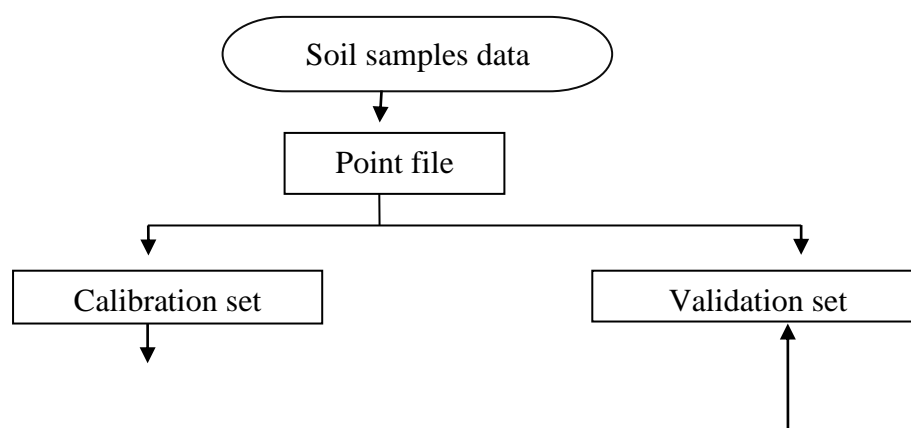 Soil samples data
Point file
Calibration set
Validation set